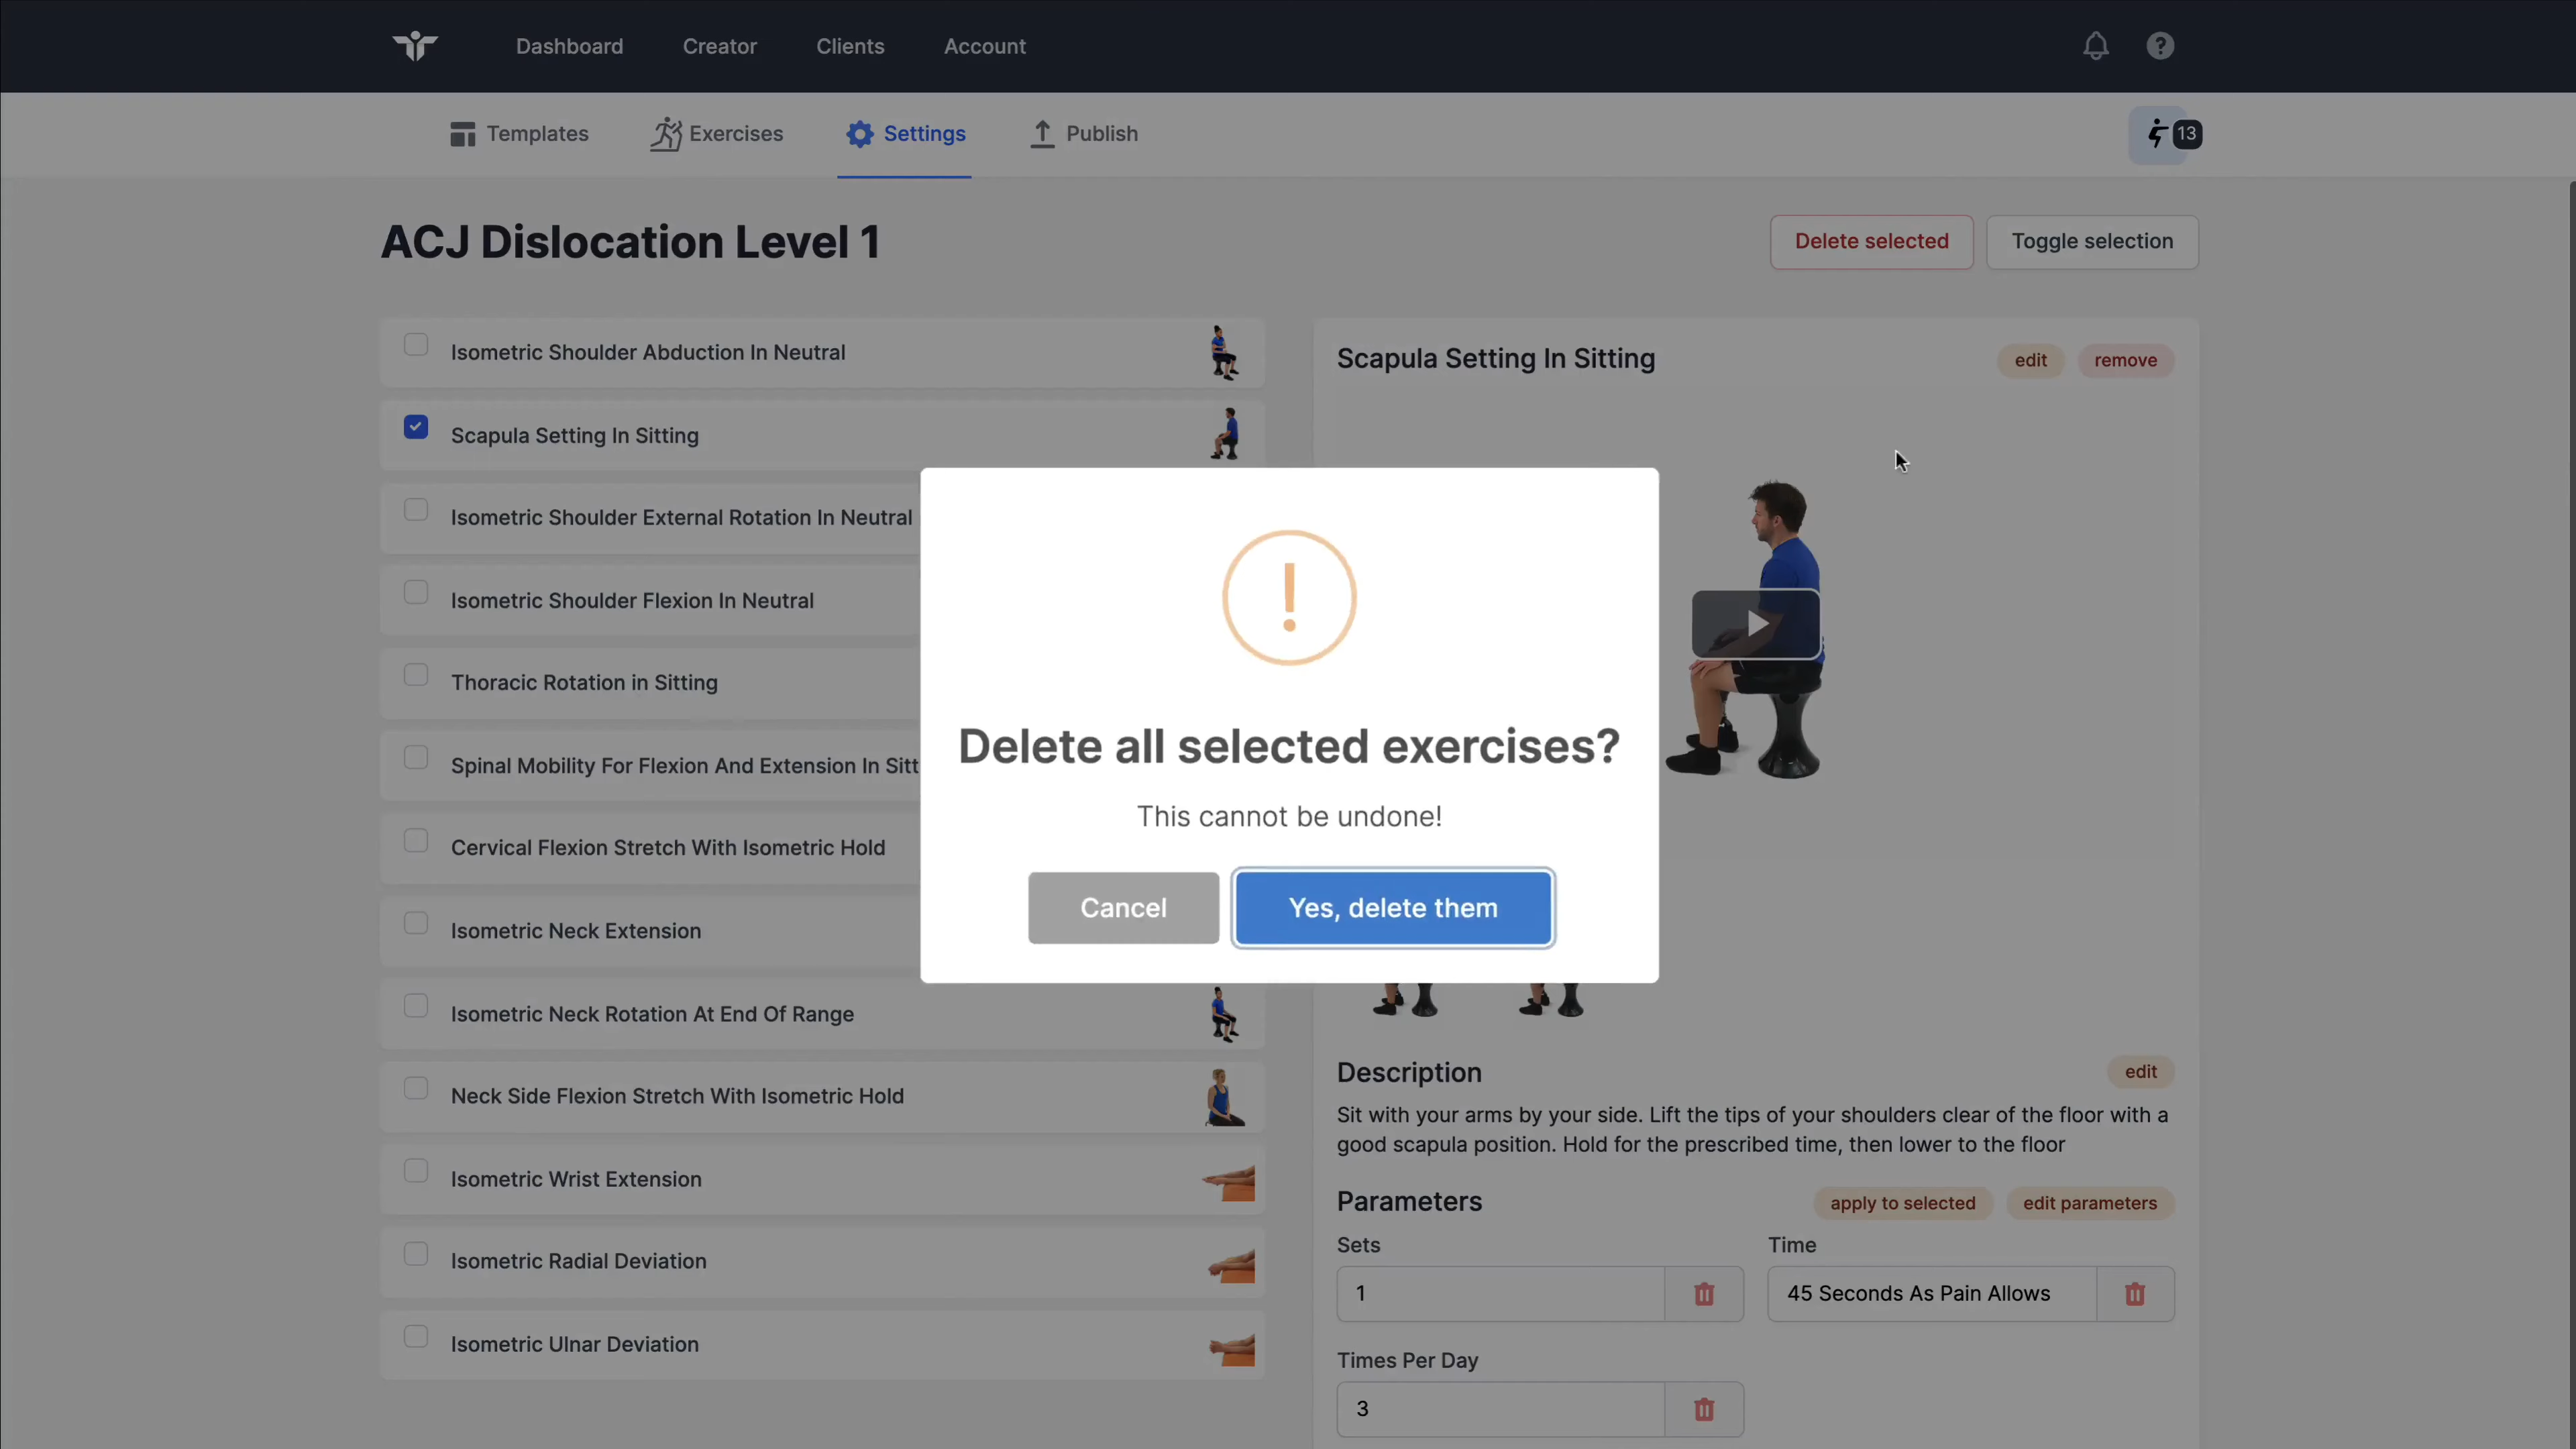 Dashboard
Creator
Clients
Account
?
Templates
Exercises
Settings
Publish
13
ACJ Dislocation Level 1
Delete selected
Toggle selection
Isometric Shoulder Abduction In Neutral
Scapula Setting In Sitting
Isometric Shoulder External Rotation In Neutral
Isometric Shoulder Flexion In Neutral
Thoracic Rotation in Sitting
Spinal Mobility For Flexion And Extension In Sitt
Cervical Flexion Stretch With Isometric Hold
Isometric Neck Extension
Isometric Neck Rotation At End Of Range
Neck Side Flexion Stretch With Isometric Hold
Isometric Wrist Extension
Isometric Radial Deviation
Isometric Ulnar Deviation
Scapula Setting In Sitting
edit
remove
!
Delete all selected exercises?
This cannot be undone!
Cancel
Yes, delete them
Description
edit
Sit with your arms by your side. Lift the tips of your shoulders clear of the floor with a
good scapula position. Hold for the prescribed time, then lower to the floor
Parameters
apply to selected
edit parameters
Sets
Time
1
45 Seconds As Pain Allows
Times Per Day
3